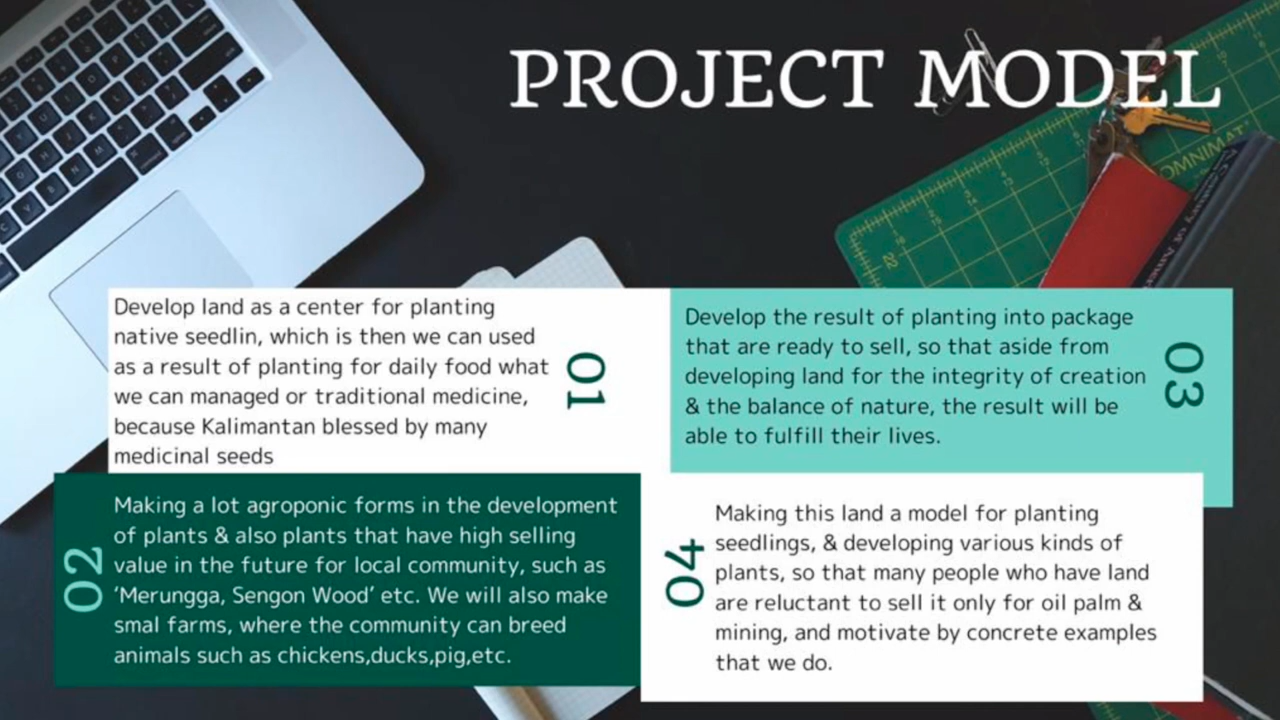 PROJECT MODEL
Develop land as a center for planting
native seedlin, which is then we can used
as a result of planting for daily food what
we can managed or traditional medicine,
because Kalimantan blessed by many
medicinal seeds
01
02
Making a lot agroponic forms in the development
of plants & also plants that have high selling
value in the future for local community, such as
‘Merungga, Sengon Wood’ etc. We will also make
smal farms, where the community can breed
animals such as chickens,ducks,pig,etc.
Develop the result of planting into package
that are ready to sell, so that aside from
developing land for the integrity of creation
& the balance of nature, the result will be
able to fulfill their lives.
03
04
Making this land a model for planting
seedlings, & developing various kinds of
plants, so that many people who have land
are reluctant to sell it only for oil palm &
mining, and motivate by concrete examples
that we do.
OMNIMAT
22